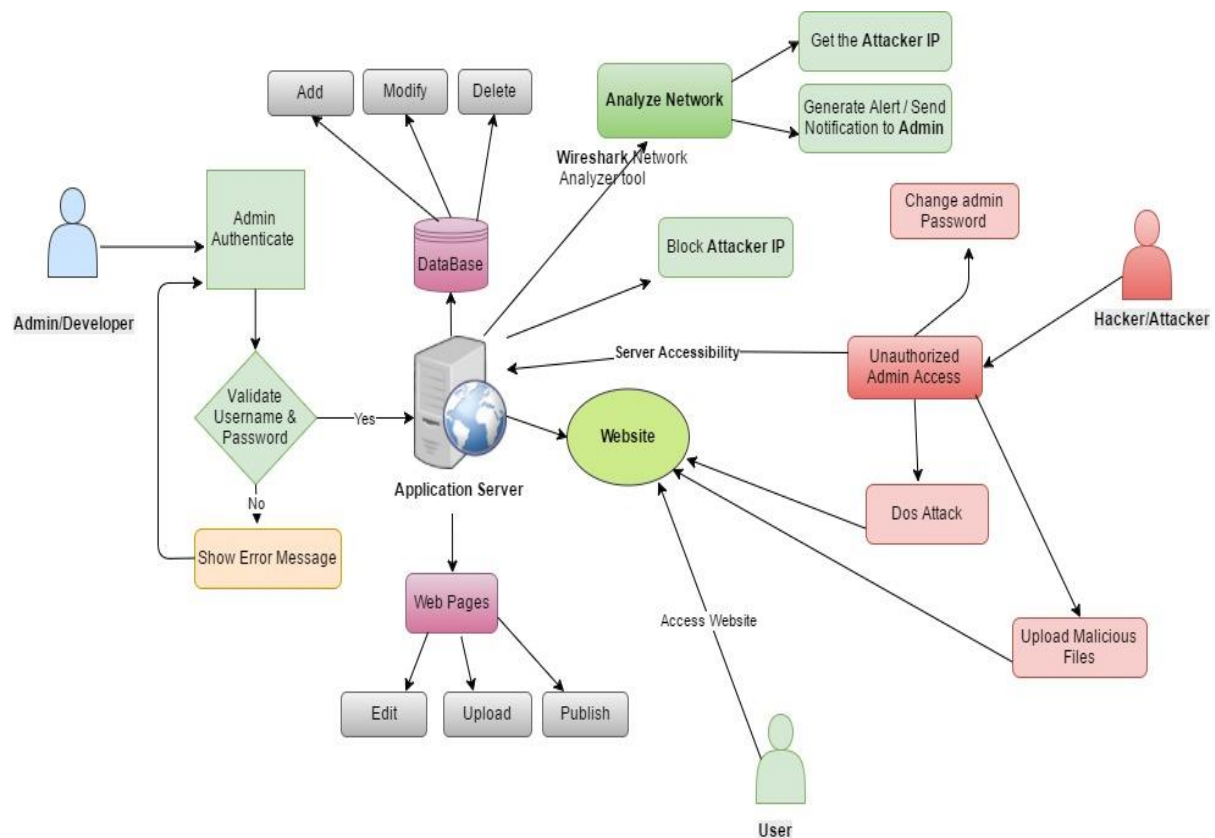 Get the Attacker IP
Add
Modify
Delete
Analyze Network
Generate Alert / Send
Notification to Admin
Wireshark Network
Analyzer tool
Admin
Authenticate
Change admin
Password
DataBase
Block Attacker IP
Admin/Developer
Hacker/Attacker
Server Accessibility
Unauthorized
Admin Access
Validate
Username &
Password
Yes
Website
Application Server
No
Dos Attack
Show Error Message
Web Pages
Access Website
Upload Malicious
Files
Edit
Upload
Publish
User